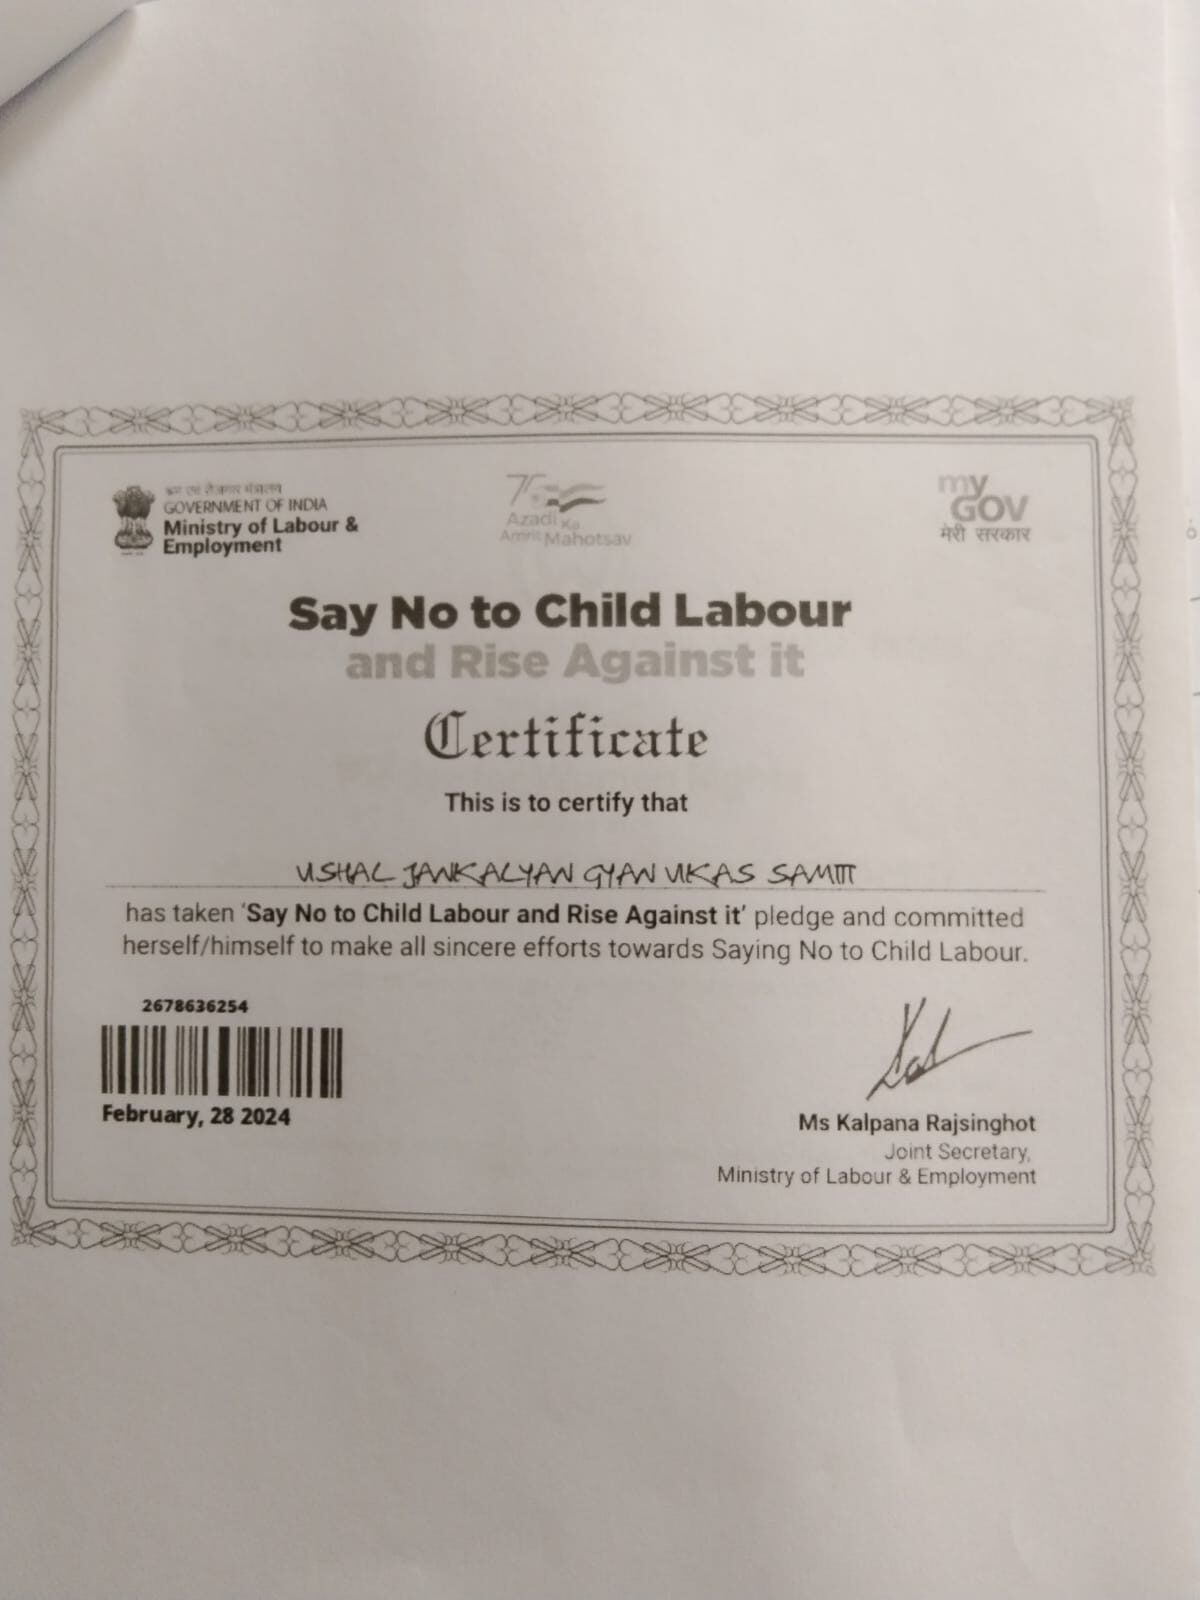 श्रम एवं रोजगार मंत्रालय
GOVERNMENT OF INDIA
Ministry of Labour &
Employment
75
Azadi Ka
Amrit Mahotsav
my
GOV
मेरी सरकार
Say No to Child Labour
and Rise Against it
Certificate
This is to certify that
VISHAL JANKALYAN GYAN VIKAS SAMITI
has taken ‘Say No to Child Labour and Rise Against it’ pledge and committed
herself/himself to make all sincere efforts towards Saying No to Child Labour.
2678636254
February, 28 2024
Ms Kalpana Rajsinghot
Joint Secretary,
Ministry of Labour & Employment